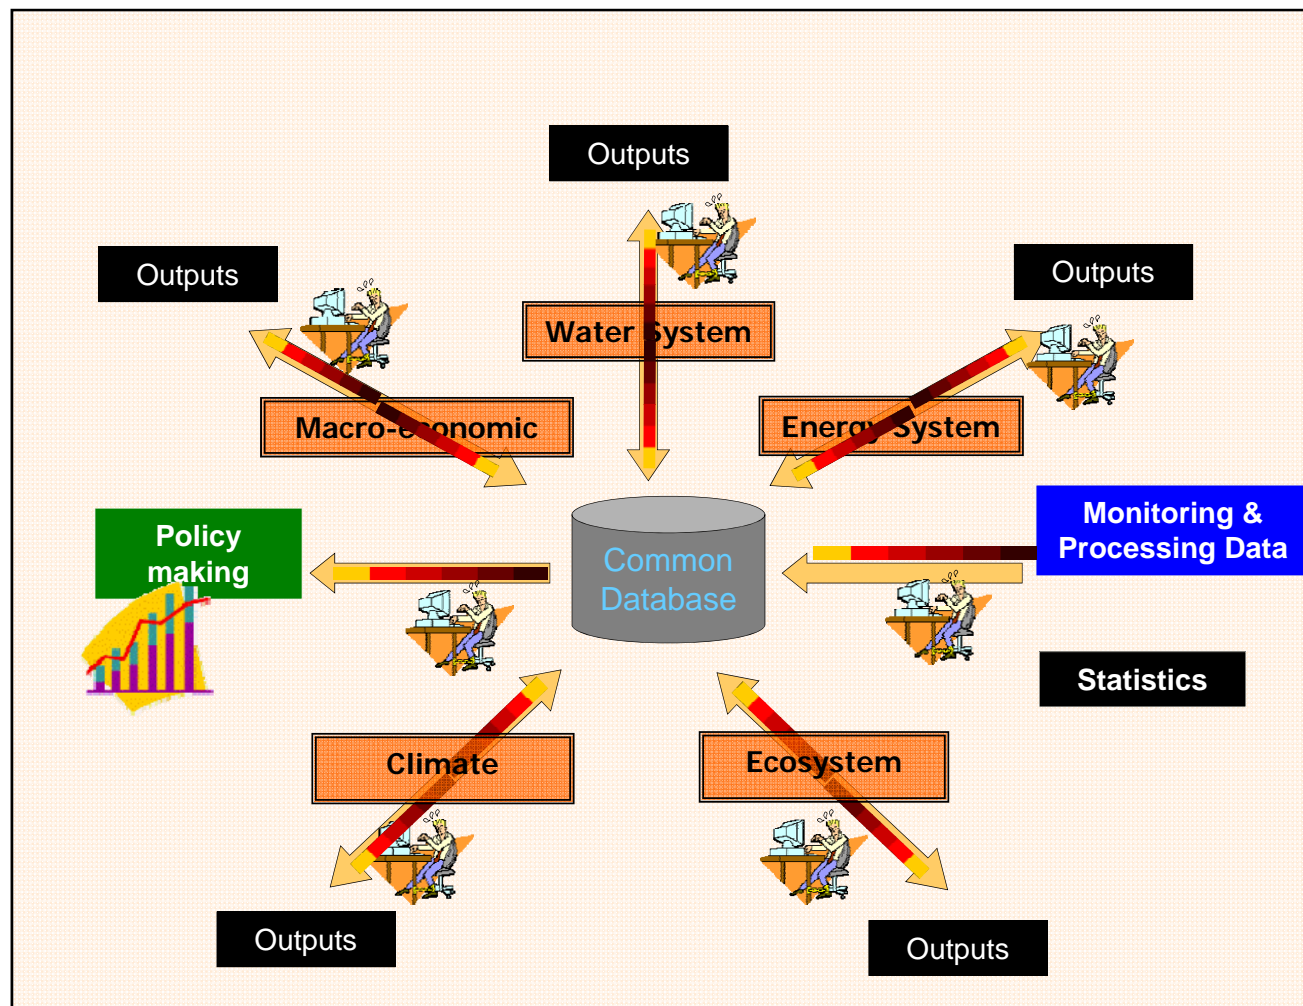 Outputs
Outputs
Outputs
Water System
Macro-economic
Energy System
Policy
making
Common
Database
Monitoring &
Processing Data
Statistics
Climate
Ecosystem
Outputs
Outputs